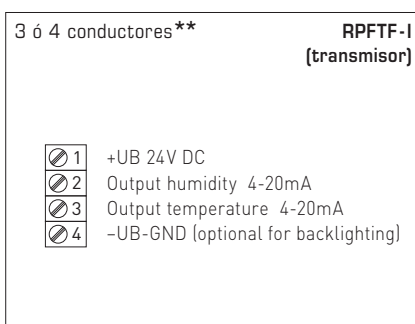 3 ó 4 conductores**
RPFTF-I
(transmisor)
1 +UB 24V DC
2 Output humidity 4-20mA
3 Output temperature 4-20mA
4 –UB-GND (optional for backlighting)